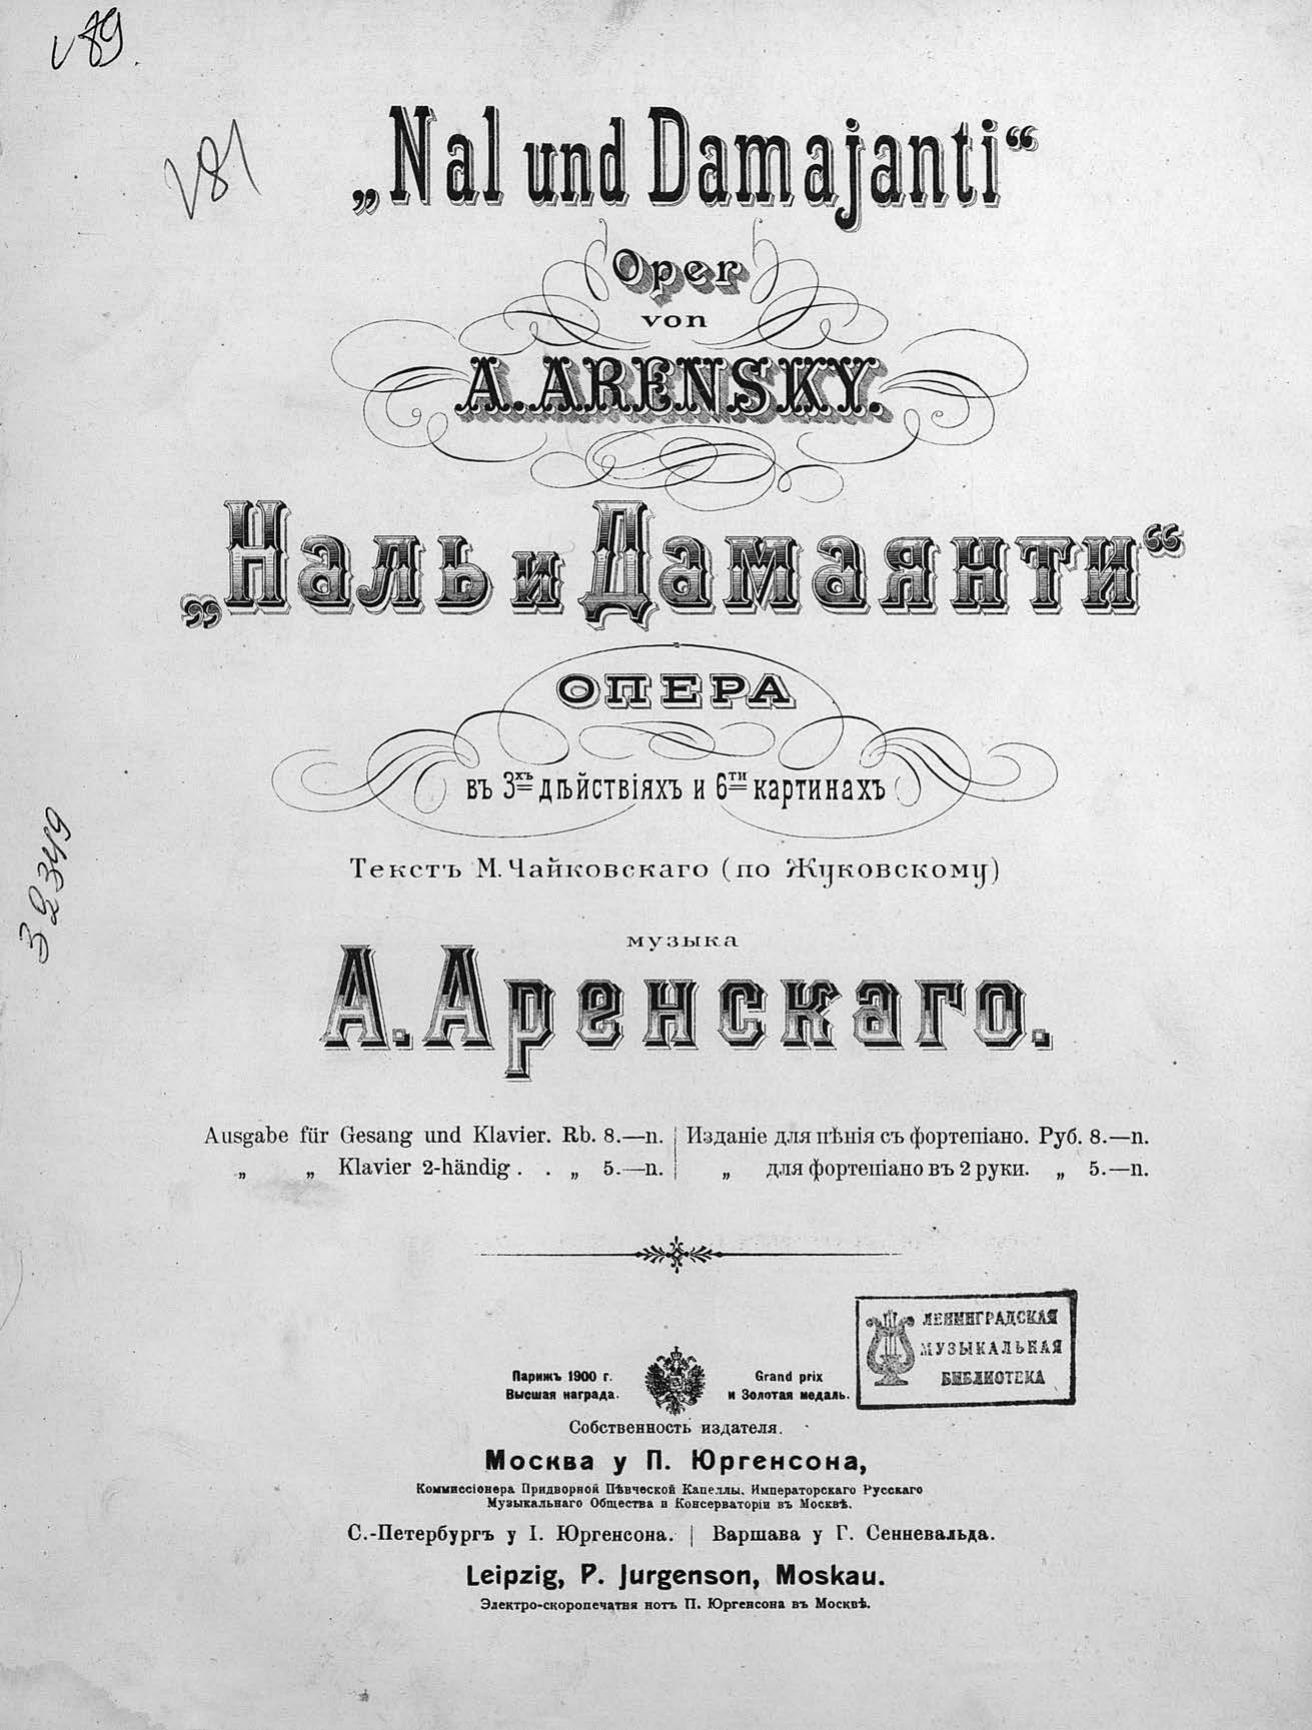 v 89.
v81
„Nal und Damajanti“
Oper
von
A. ARENSKY.
„Наль и Дамаянти“
ОПЕРА
въ 3хъ дѣйствіяхъ и 6ти картинахъ
32349
Текстъ М. Чайковскаго (по Жуковскому)
музыка
А. Аренскаго.
Ausgabe für Gesang und Klavier. Rb. 8.—п. | Изданіе для пѣнія съ фортепіано. Руб. 8.—п.
„ „ Klavier 2-händig . . „ 5.—п. | „ для фортепіано въ 2 руки. „ 5.—п.
ЛЕНИНГРАДСКАЯ
МУЗЫКАЛЬНАЯ
БИБЛИОТЕКА
Парижъ 1900 г. Grand prix
Высшая награда. и Золотая медаль.
Собственность издателя.
Москва у П. Юргенсона,
Коммиссіонера Придворной Пѣвческой Капеллы, Императорскаго Русскаго
Музыкальнаго Общества и Консерваторіи въ Москвѣ.
С.-Петербургъ у І. Юргенсона. | Варшава у Г. Сенневальда.
Leipzig, P. Jurgenson, Moskau.
Электро-скоропечатня нотъ П. Юргенсона въ Москвѣ.